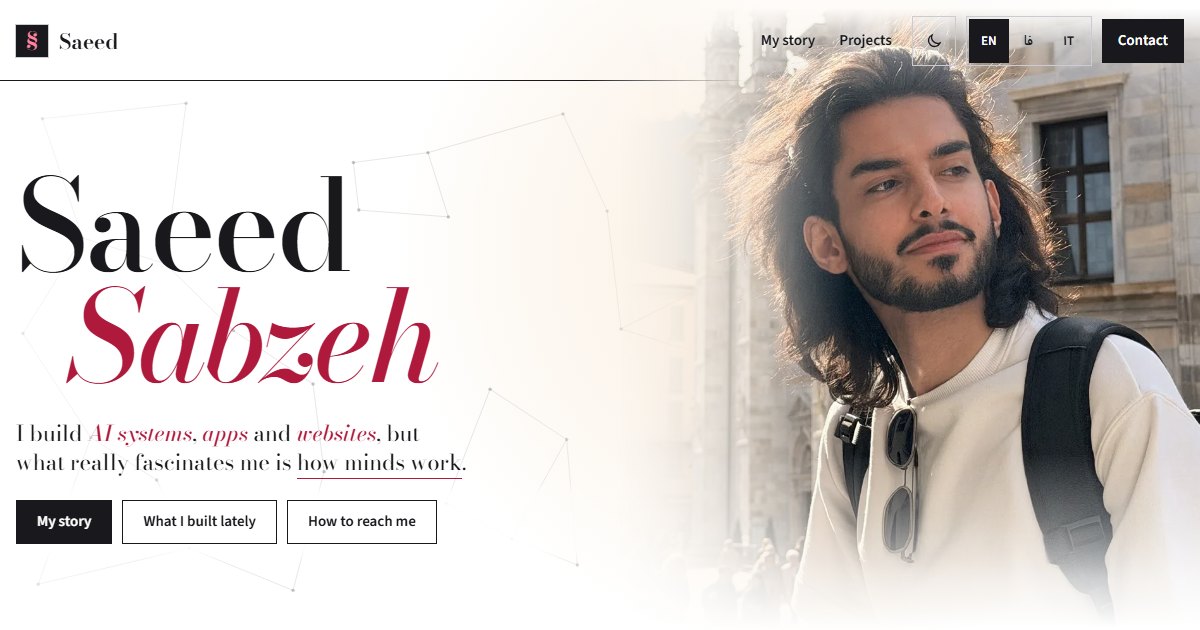 § Saeed
My story Projects EN فا IT Contact
Saeed
Sabzeh
I build AI systems, apps and websites, but
what really fascinates me is how minds work.
My story What I built lately How to reach me